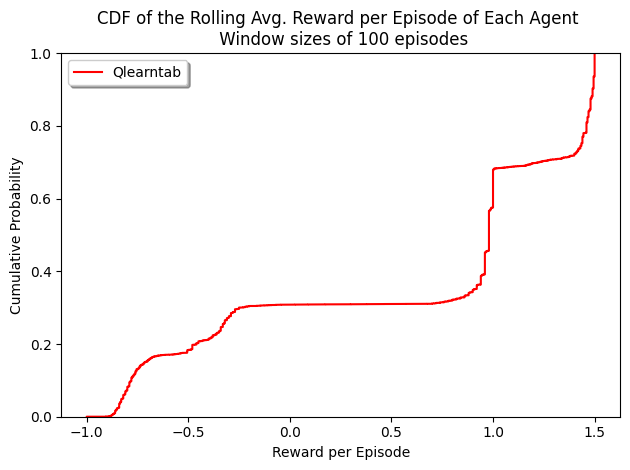 CDF of the Rolling Avg. Reward per Episode of Each Agent
Window sizes of 100 episodes
Qlearntab
1.0
0.8
0.6
0.4
0.2
0.0
Cumulative Probability
−1.0 −0.5 0.0 0.5 1.0 1.5
Reward per Episode